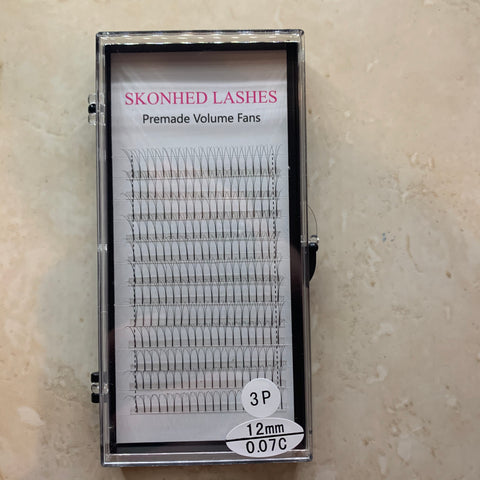 SKONHED LASHES
Premade Volume Fans
3P
12mm
0.07C